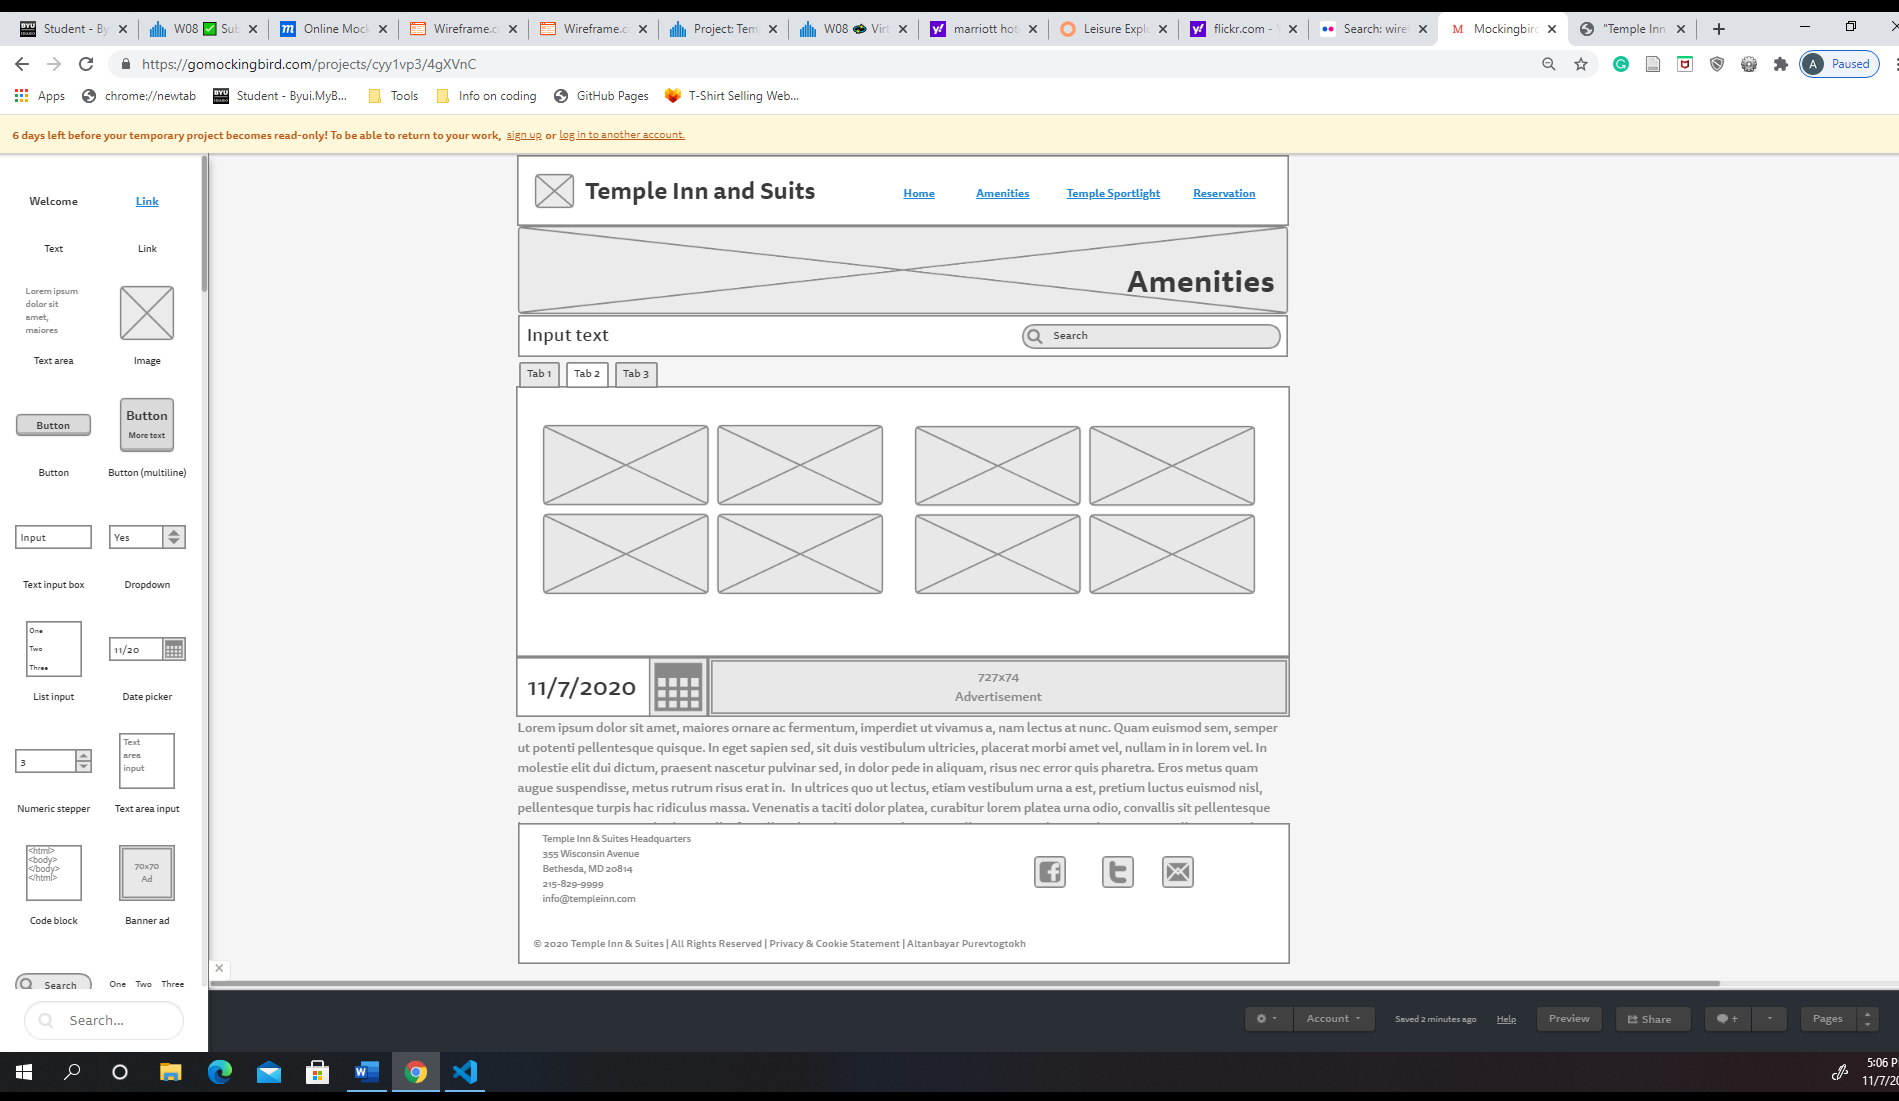 Student - By
W08 ✅ Sub
Online Mock
Wireframe.c
Wireframe.c
Project: Tem
W08 Virt
marriott hot
Leisure Expl
flickr.com -
Search: wire
Mockingbird
"Temple Inn
https://gomockingbird.com/projects/cyy1vp3/4gXVnC
A Paused
Apps chrome://newtab Student - Byui.MyB... Tools Info on coding GitHub Pages T-Shirt Selling Web...
6 days left before your temporary project becomes read-only! To be able to return to your work, sign up or log in to another account.
Welcome Link
Text Link
Lorem ipsum
dolor sit
amet,
maiores
Text area Image
Button
Button
More text
Button Button (multiline)
Input Yes
Text input box Dropdown
One
Two
Three
11/20
List input Date picker
3
Text
area
input
Numeric stepper Text area input
<html>
<body>
</body>
</html>
70x70
Ad
Code block Banner ad
Search One Two Three
Search...
Temple Inn and Suits Home Amenities Temple Sportlight Reservation
Amenities
Input text Search
Tab 1 Tab 2 Tab 3
11/7/2020
727x74
Advertisement
Lorem ipsum dolor sit amet, maiores ornare ac fermentum, imperdiet ut vivamus a, nam lectus at nunc. Quam euismod sem, semper
ut potenti pellentesque quisque. In eget sapien sed, sit duis vestibulum ultricies, placerat morbi amet vel, nullam in in lorem vel. In
molestie elit dui dictum, praesent nascetur pulvinar sed, in dolor pede in aliquam, risus nec error quis pharetra. Eros metus quam
augue suspendisse, metus rutrum risus erat in. In ultrices quo ut lectus, etiam vestibulum urna a est, pretium luctus euismod nisl,
pellentesque turpis hac ridiculus massa. Venenatis a taciti dolor platea, curabitur lorem platea urna odio, convallis sit pellentesque
Temple Inn & Suites Headquarters
355 Wisconsin Avenue
Bethesda, MD 20814
215-829-9999
info@templeinn.com
© 2020 Temple Inn & Suites | All Rights Reserved | Privacy & Cookie Statement | Altanbayar Purevtogtokh
Account Saved 2 minutes ago Help Preview Share + Pages
5:06 P
11/7/20